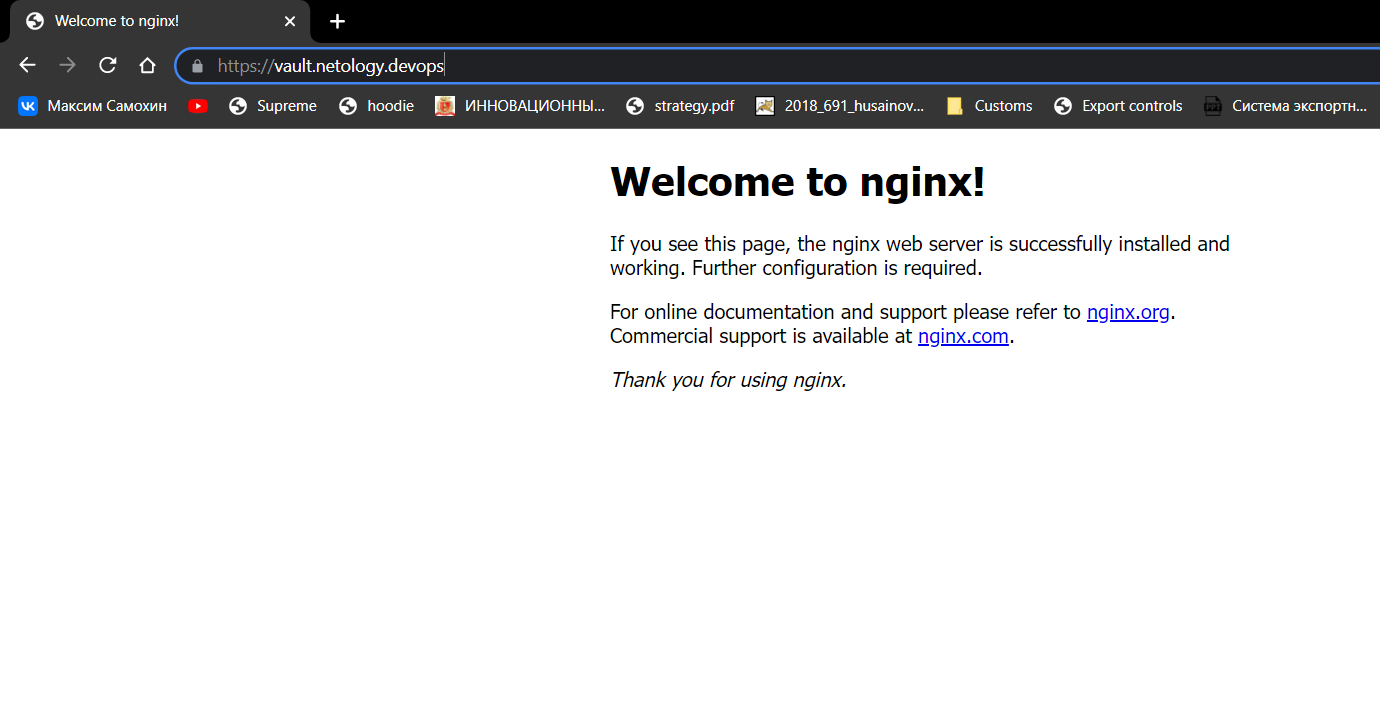 Welcome to nginx!
https://vault.netology.devops
Максим Самохин Supreme hoodie ИННОВАЦИОННЫ... strategy.pdf 2018_691_husainov... Customs Export controls Система экспортн...
Welcome to nginx!
If you see this page, the nginx web server is successfully installed and
working. Further configuration is required.
For online documentation and support please refer to nginx.org.
Commercial support is available at nginx.com.
Thank you for using nginx.